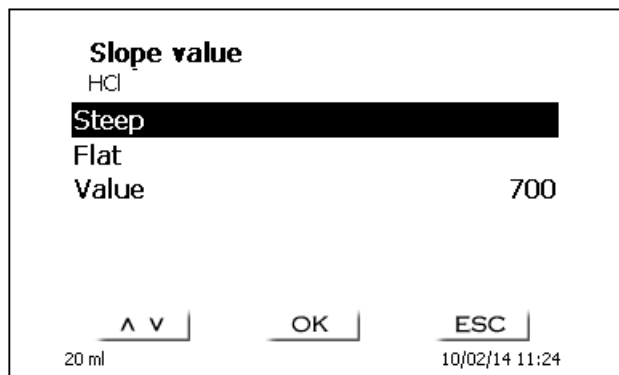 Slope value
HCl
Steep
Flat
Value 700
∧ ∨ OK ESC
20 ml 10/02/14 11:24